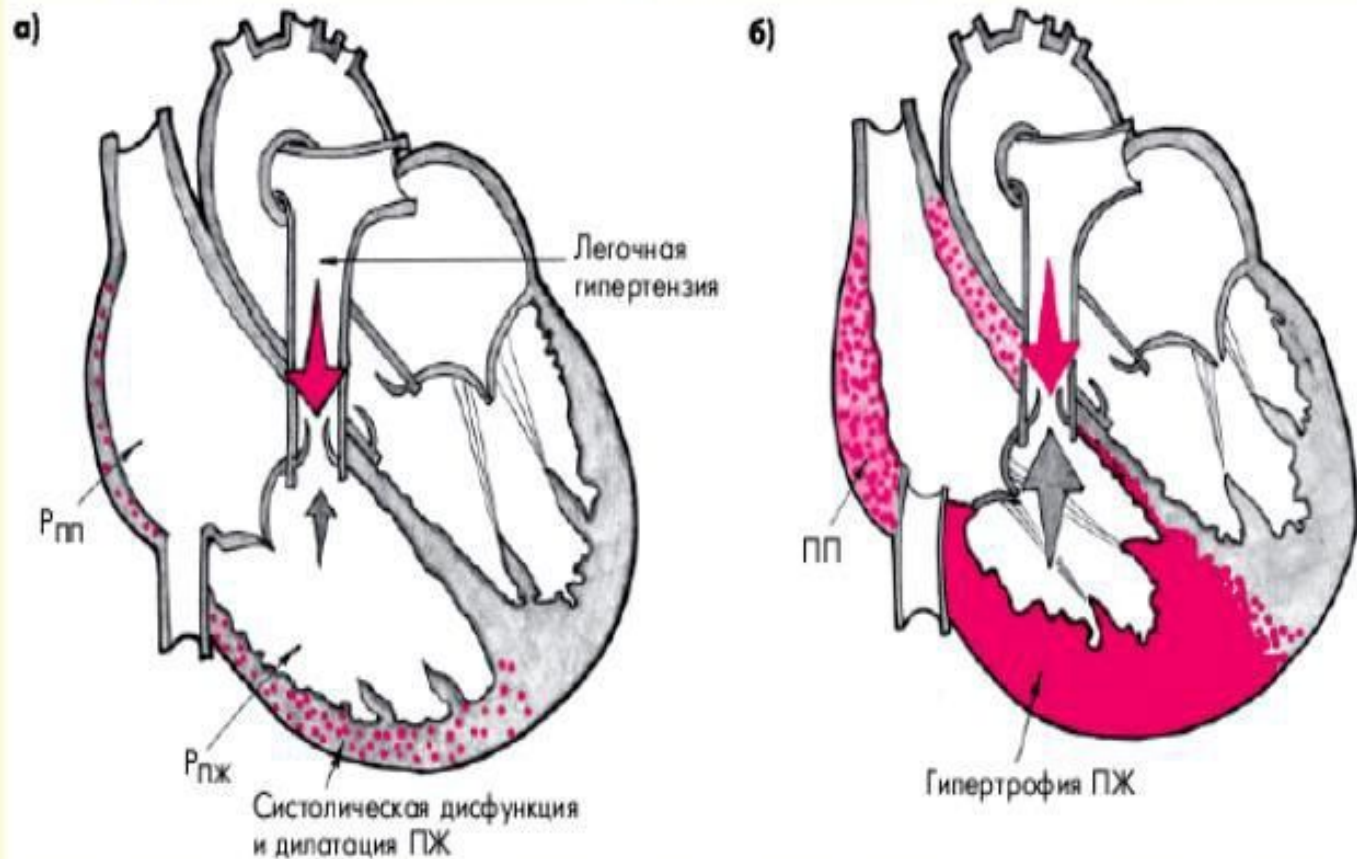 а)
б)
Легочная
гипертензия
РПП
ПП
РПЖ
Систолическая дисфункция
и дилатация ПЖ
Гипертрофия ПЖ